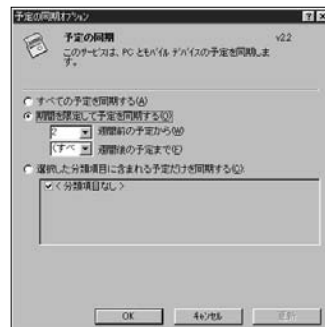 予定の同期オプション
予定の同期 v2.2
このサービスは、PC とモバイル デバイスの予定を同期します。
すべての予定を同期する(A)
期間を限定して予定を同期する(O)
2 週間前の予定から(W)
(すべ 週間後の予定まで(E)
選択した分類項目に含まれる予定だけを同期する(C):
<分類項目なし>
OK キャンセル 更新